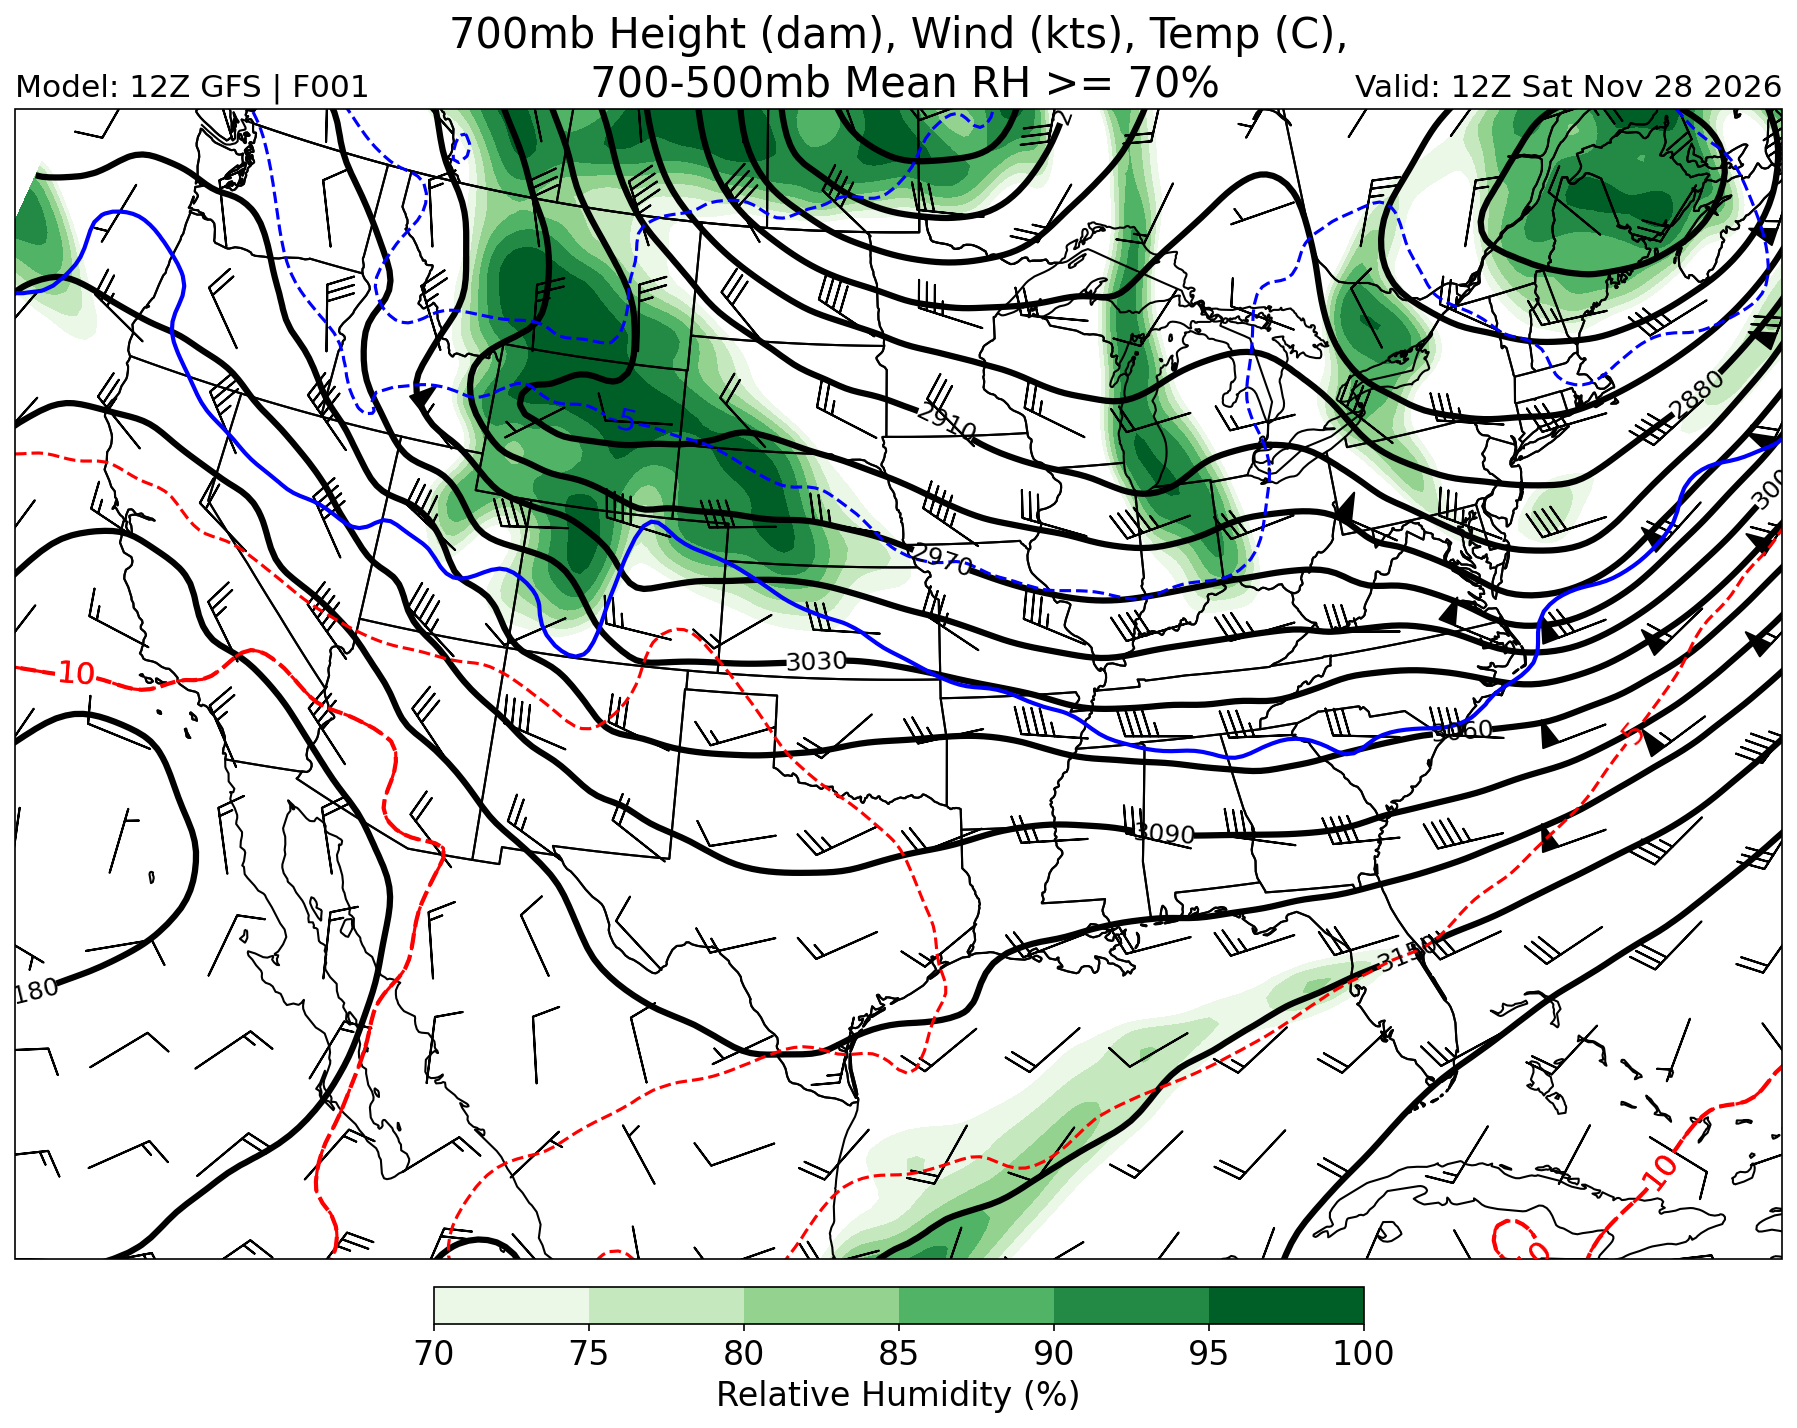 700mb Height (dam), Wind (kts), Temp (C),
700-500mb Mean RH >= 70%
Model: 12Z GFS | F001
Valid: 12Z Sat Nov 28 2026
2880
2910
-5
300
2970
3030
10
3060
5
3090
3150
180
10
70 75 80 85 90 95 100
Relative Humidity (%)